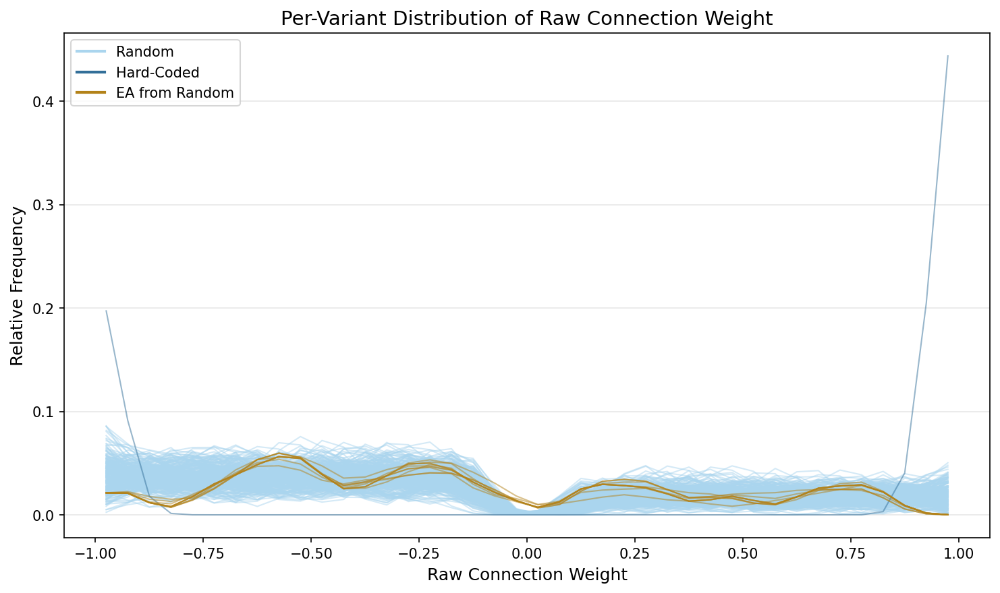 Per-Variant Distribution of Raw Connection Weight
Random
Hard-Coded
EA from Random
Relative Frequency
0.4
0.3
0.2
0.1
0.0
−1.00 −0.75 −0.50 −0.25 0.00 0.25 0.50 0.75 1.00
Raw Connection Weight